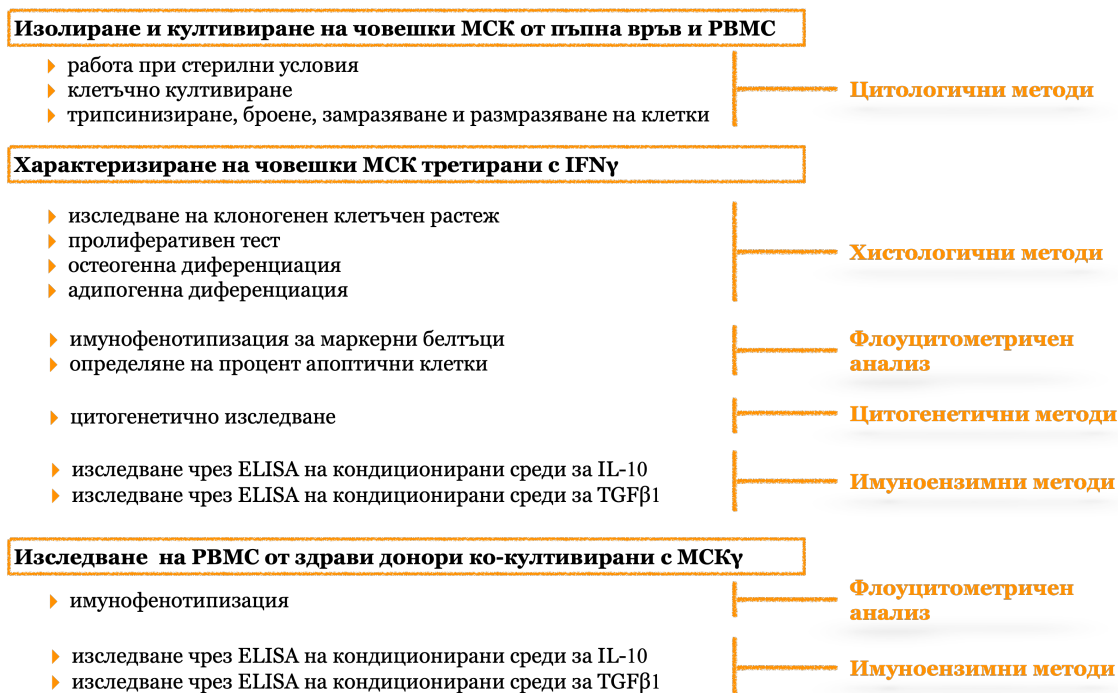 Изолиране и култивиране на човешки МСК от пъпна връв и PBMC
работа при стерилни условия
клетъчно култивиране
трипсинизиране, броене, замразяване и размразяване на клетки
Цитологични методи
Характеризиране на човешки МСК третирани с IFNγ
изследване на клоногенен клетъчен растеж
пролиферативен тест
остеогенна диференциация
адипогенна диференциация
Хистологични методи
имунофенотипизация за маркерни белтъци
определяне на процент апоптични клетки
Флоуцитометричен
анализ
цитогенетично изследване
Цитогенетични методи
изследване чрез ELISA на кондиционирани среди за IL-10
изследване чрез ELISA на кондиционирани среди за TGFβ1
Имуноензимни методи
Изследване на PBMC от здрави донори ко-култивирани с МСКγ
имунофенотипизация
Флоуцитометричен
анализ
изследване чрез ELISA на кондиционирани среди за IL-10
изследване чрез ELISA на кондиционирани среди за TGFβ1
Имуноензимни методи